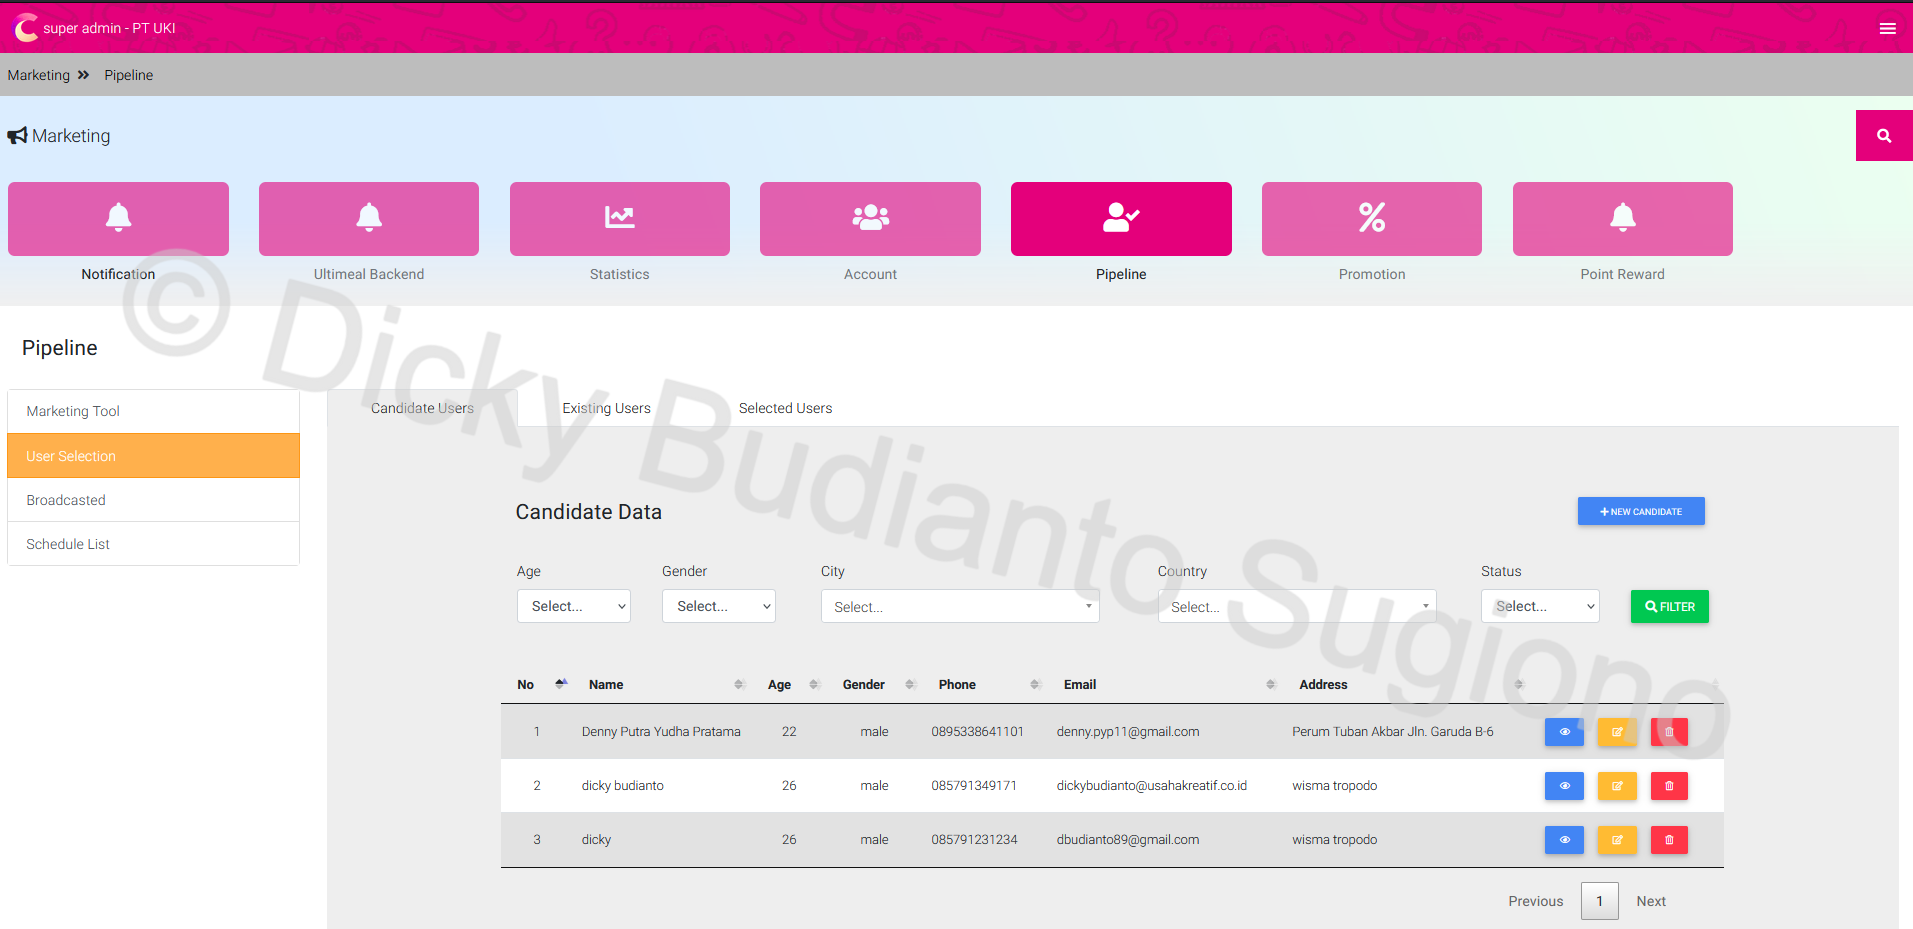 super admin - PT UKI
Marketing » Pipeline
Marketing
Notification Ultimeal Backend Statistics Account Pipeline Promotion Point Reward
© Dicky Budianto Sugiono
Pipeline
Marketing Tool
User Selection
Broadcasted
Schedule List
Candidate Users Existing Users Selected Users
Candidate Data
+ NEW CANDIDATE
Age Gender City Country Status
Select... Select... Select... Select... Select... FILTER
No Name Age Gender Phone Email Address
1 Denny Putra Yudha Pratama 22 male 0895338641101 denny.pyp11@gmail.com Perum Tuban Akbar Jln. Garuda B-6
2 dicky budianto 26 male 085791349171 dickybudianto@usahakreatif.co.id wisma tropodo
3 dicky 26 male 085791231234 dbudianto89@gmail.com wisma tropodo
Previous 1 Next